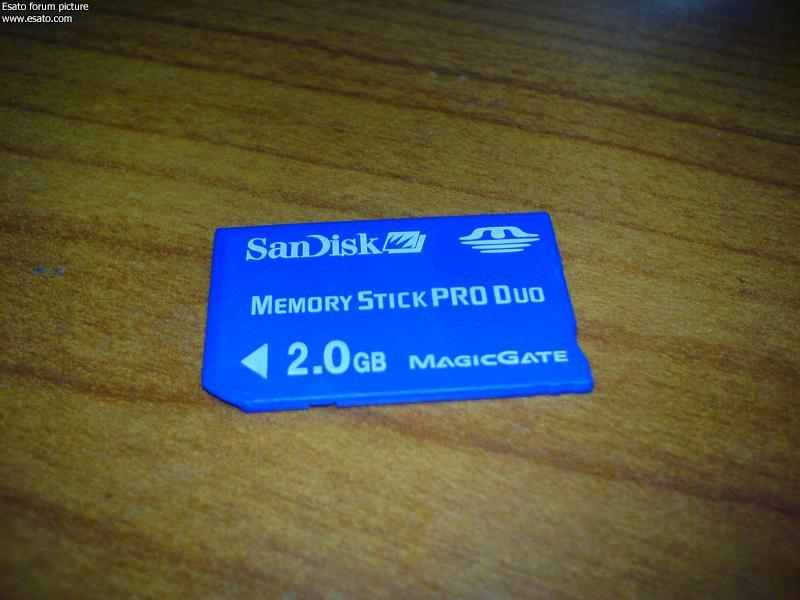 Esato forum picture
www.esato.com
SanDisk
MEMORY STICK PRO DUO
2.0GB MAGICGATE